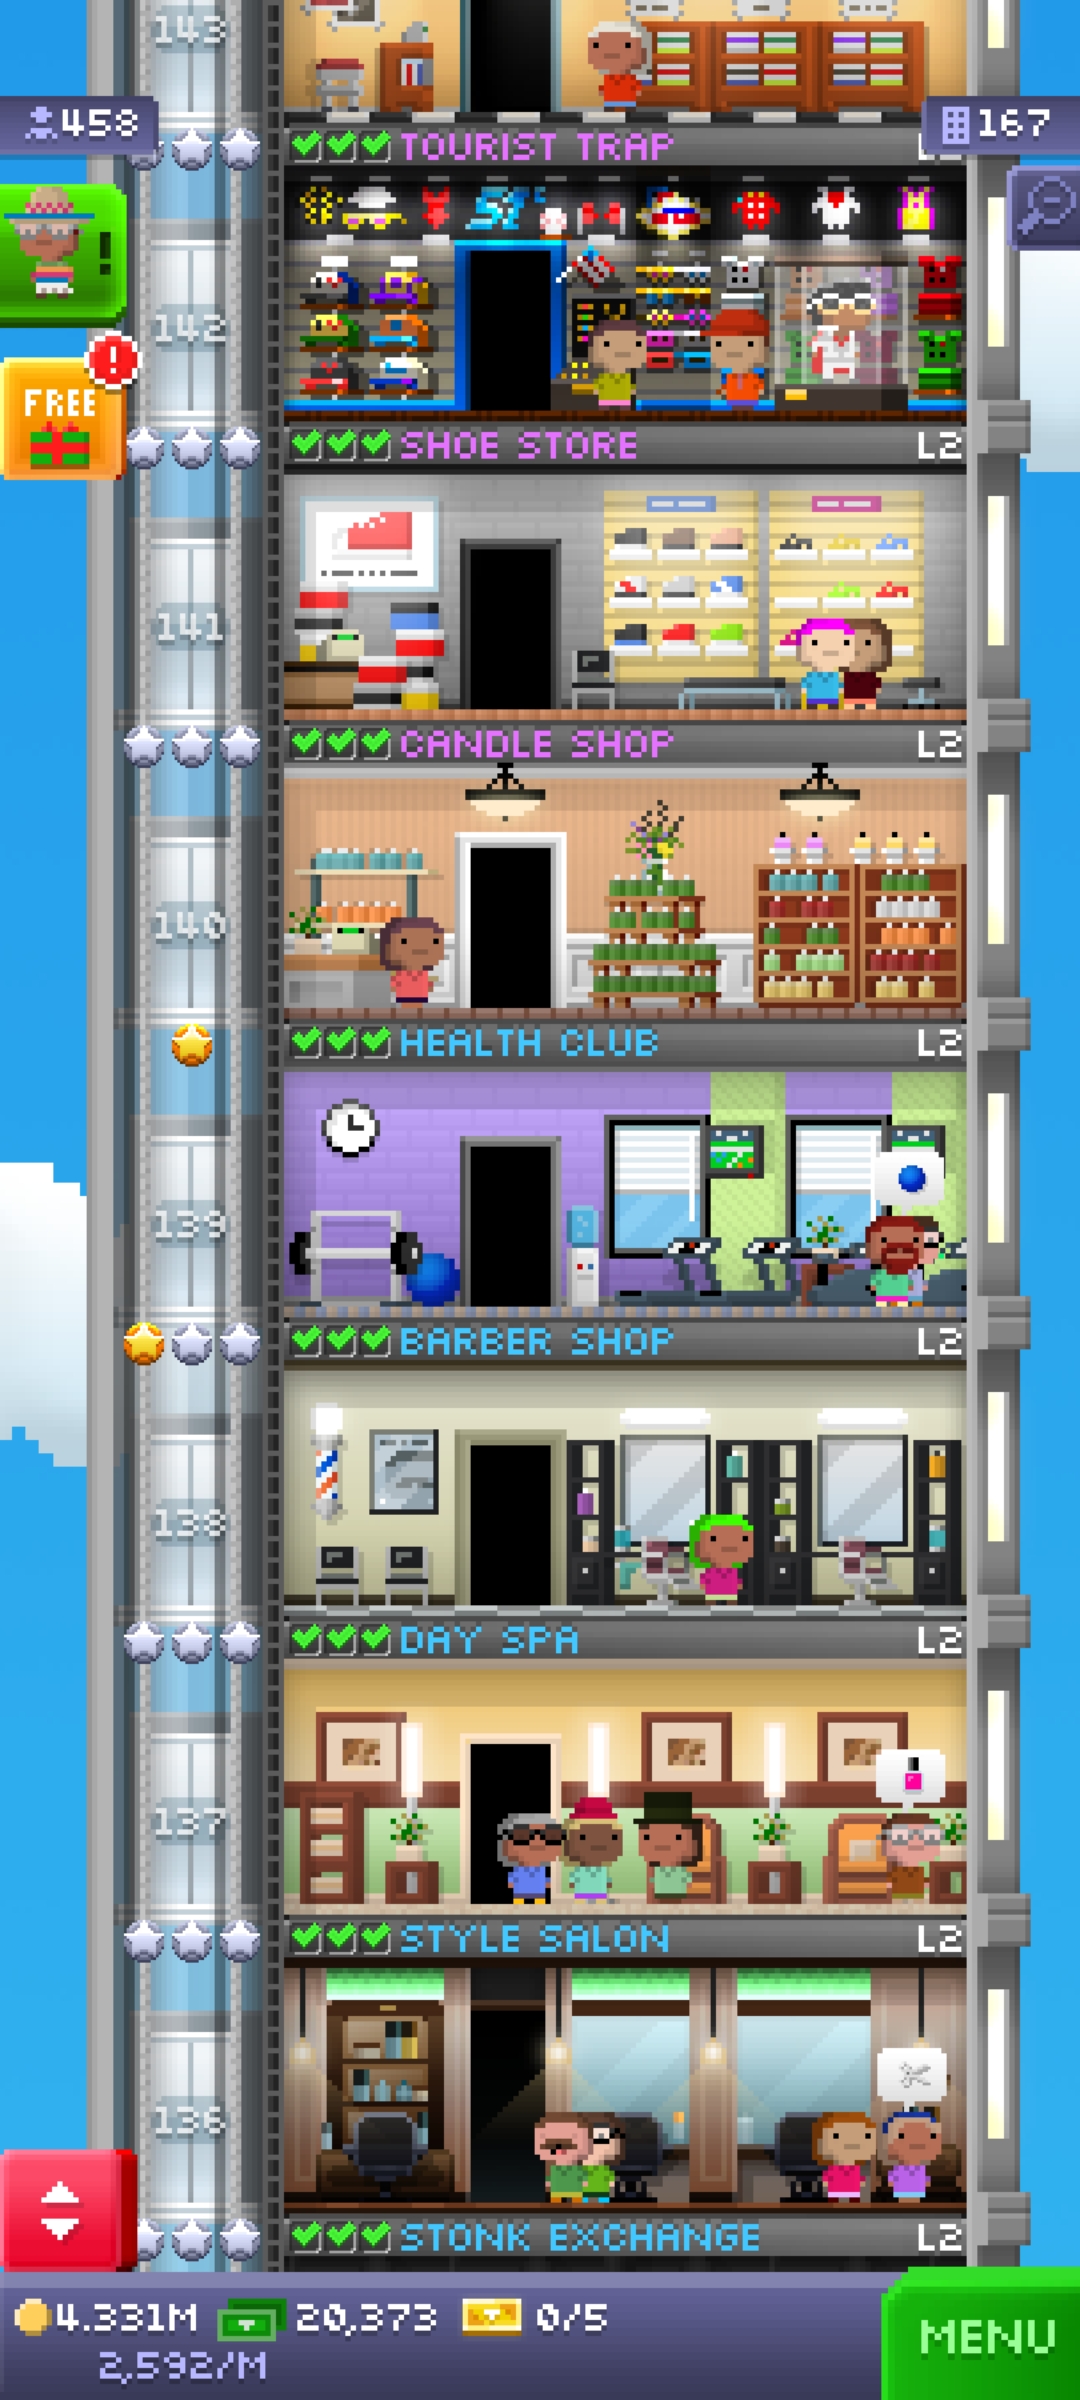 143
458
167
TOURIST TRAP
142
FREE
SHOE STORE L2
141
CANDLE SHOP L2
140
HEALTH CLUB L2
139
BARBER SHOP L2
138
DAY SPA L2
137
STYLE SALON L2
136
STONK EXCHANGE L2
4.331M 20,373 0/5
2,592/M
MENU